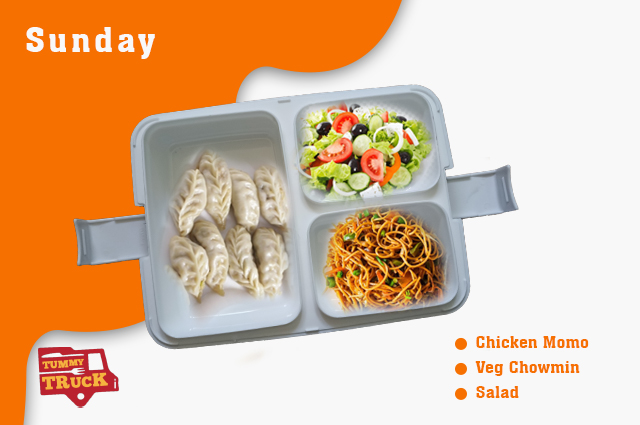 Sunday
Chicken Momo
Veg Chowmin
Salad
TUMMY
TRUCK